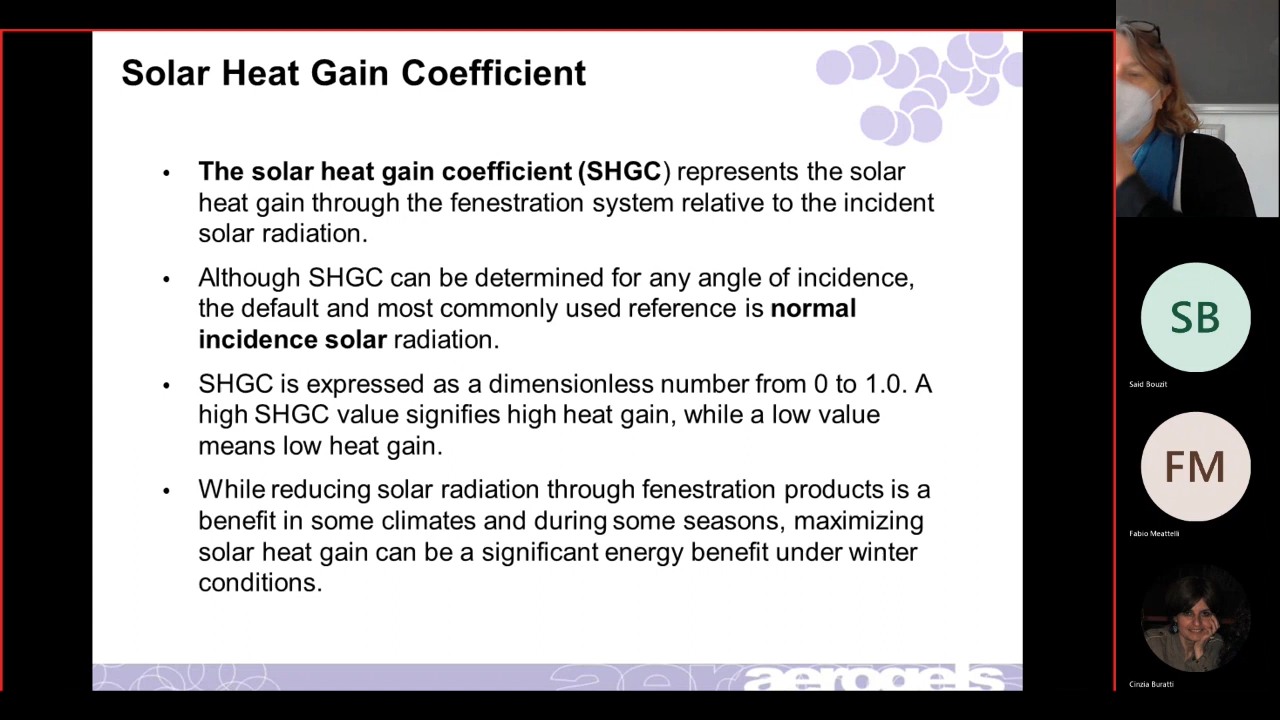 Solar Heat Gain Coefficient
• The solar heat gain coefficient (SHGC) represents the solar
heat gain through the fenestration system relative to the incident
solar radiation.
• Although SHGC can be determined for any angle of incidence,
the default and most commonly used reference is normal
incidence solar radiation.
• SHGC is expressed as a dimensionless number from 0 to 1.0. A
high SHGC value signifies high heat gain, while a low value
means low heat gain.
• While reducing solar radiation through fenestration products is a
benefit in some climates and during some seasons, maximizing
solar heat gain can be a significant energy benefit under winter
conditions.
aerogels
SB
Said Bouzit
FM
Fabio Meattelli
Cinzia Buratti